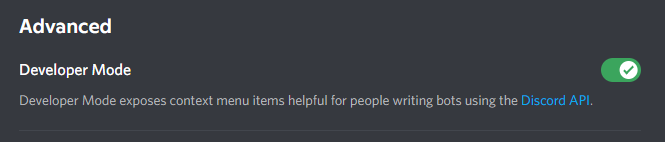 Advanced
Developer Mode
Developer Mode exposes context menu items helpful for people writing bots using the Discord API.